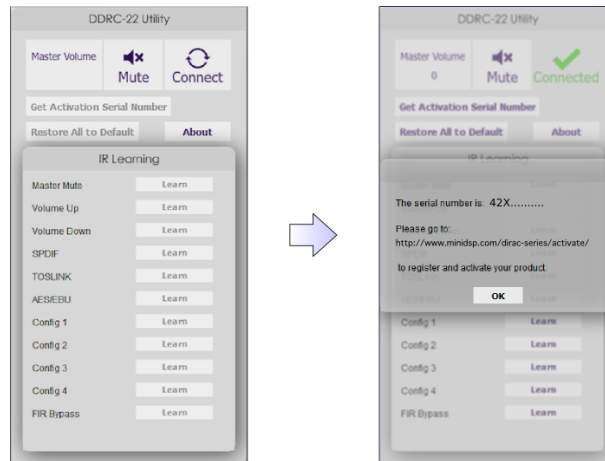 DDRC-22 Utility
Master Volume
Mute
Connect
Get Activation Serial Number
Restore All to Default
About
IR Learning
Master Mute Learn
Volume Up Learn
Volume Down Learn
SPDIF Learn
TOSLINK Learn
AES/EBU Learn
Config 1 Learn
Config 2 Learn
Config 3 Learn
Config 4 Learn
FIR Bypass Learn
DDRC-22 Utility
Master Volume
0
Mute
Connected
Get Activation Serial Number
Restore All to Default
About
IR Learning
The serial number is: 42X..........
Please go to:
http://www.minidsp.com/dirac-series/activate/
to register and activate your product.
OK
Config 1 Learn
Config 2 Learn
Config 3 Learn
Config 4 Learn
FIR Bypass Learn